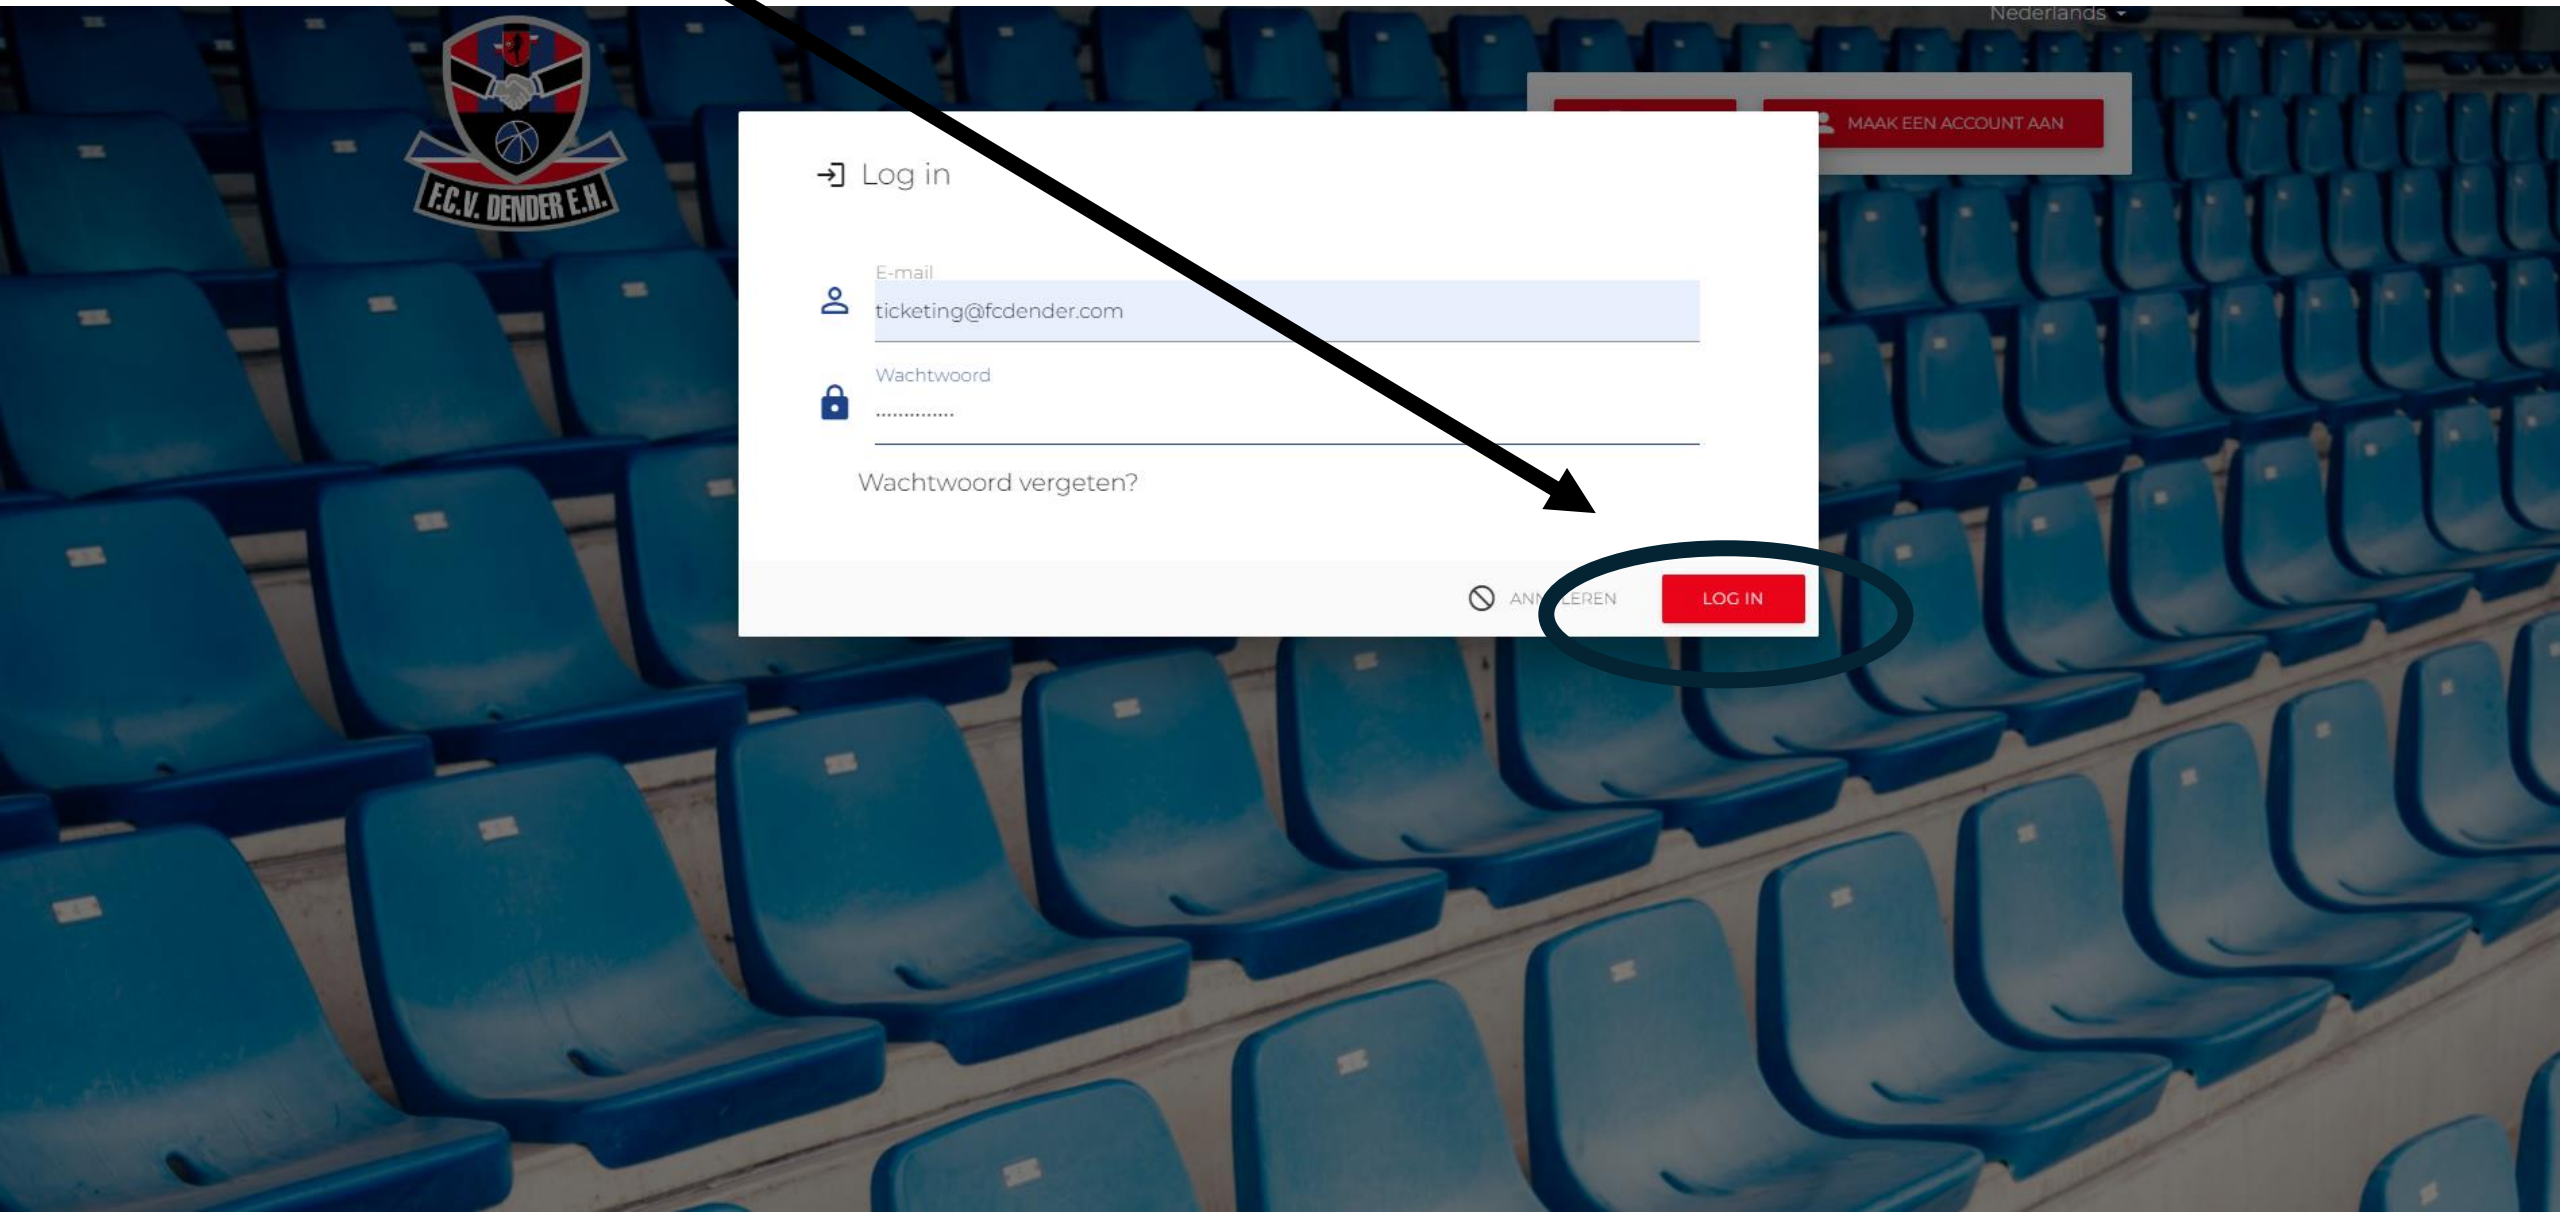 Nederlands
F.C.V. DENDER E.H.
MAAK EEN ACCOUNT AAN
Log in
E-mail
ticketing@fcdender.com
Wachtwoord
..............
Wachtwoord vergeten?
LOG IN